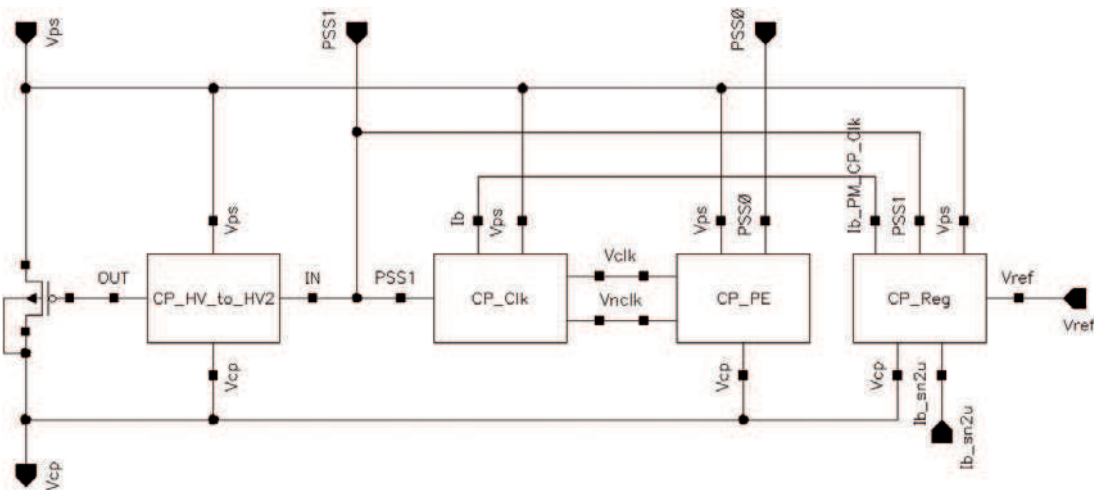 Vps
PSS1
PSSØ
Ib_PM_CP_Clk
Vps
Ib
Vps
Vps
PSSØ
PSS1
Vps
OUT
CP_HV_to_HV2
IN
PSS1
CP_Clk
Vclk
Vnclk
CP_PE
CP_Reg
Vref
Vref
Vcp
Vcp
Vcp
Ib_sn2u
Ib_sn2u
Vcp